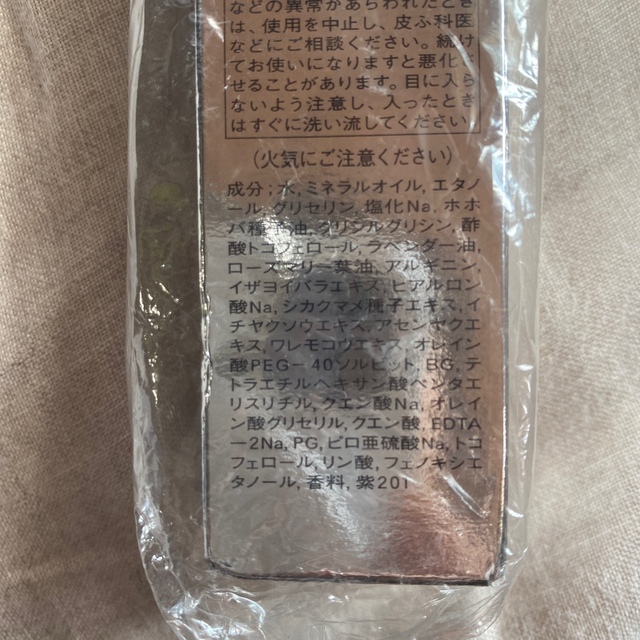 などの異常があらわれたとき
は、使用を中止し、皮ふ科医
などにご相談ください。続け
てお使いになりますと悪化
せることがあります。目に入ら
ないよう注意し、入ったとき
はすぐに洗い流してください
(火気にご注意ください)
成分:水, ミネラルオイル, エタノ
ール, グリセリン, 塩化Na, ホホ
バ種子油, グリシルグリシン, 酢
酸トコフェロール, ラベンダー油,
ローズマリー葉油, アルギニン,
イザヨイバラエキス, ヒアルロン
酸Na, シカクマメ種子エキス, イ
チヤクソウエキス, アセンヤクエ
キス, ワレモコウエキス, オレイン
酸PEG−40ソルビット, BG, テ
トラエチルヘキサン酸ペンタエ
リスリチル, クエン酸Na, オレイ
ン酸グリセリル, クエン酸, EDTA
−2Na, PG, ピロ亜硫酸Na, トコ
フェロール, リン酸, フェノキシエ
タノール, 香料, 紫201